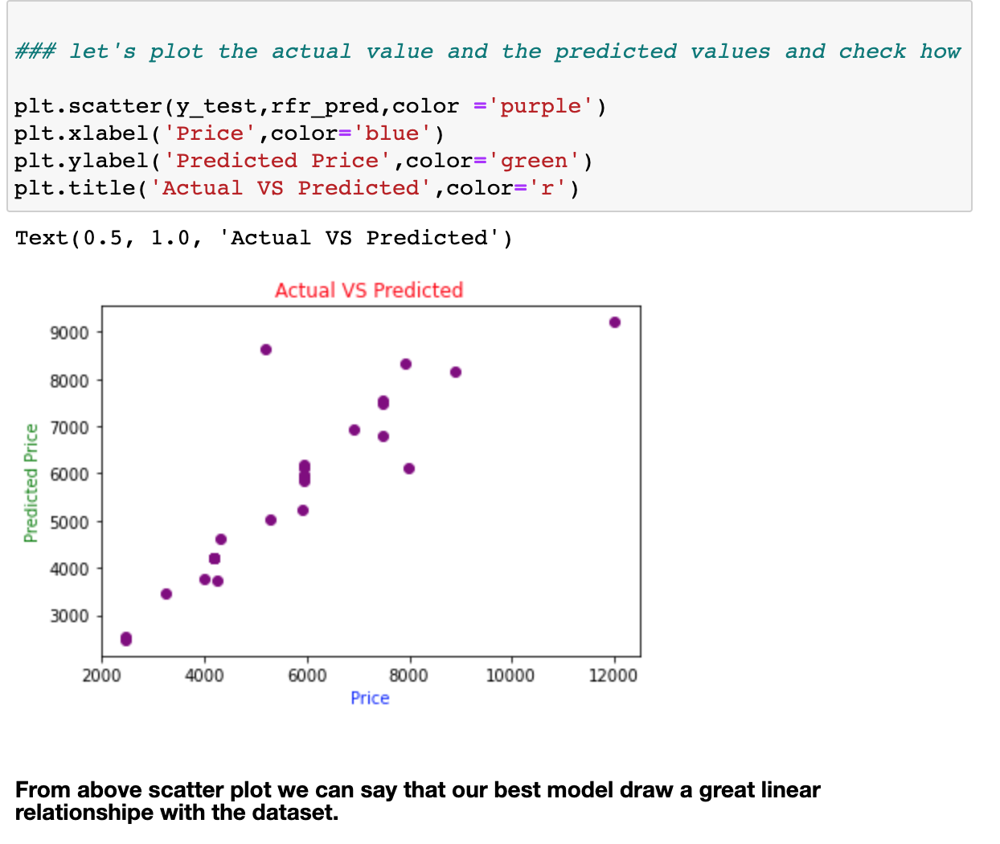 ### let's plot the actual value and the predicted values and check how
plt.scatter(y_test,rfr_pred,color ='purple')
plt.xlabel('Price',color='blue')
plt.ylabel('Predicted Price',color='green')
plt.title('Actual VS Predicted',color='r')
Text(0.5, 1.0, 'Actual VS Predicted')
Actual VS Predicted
9000
8000
7000
6000
5000
4000
3000
Predicted Price
2000 4000 6000 8000 10000 12000
Price
From above scatter plot we can say that our best model draw a great linear
relationshipe with the dataset.